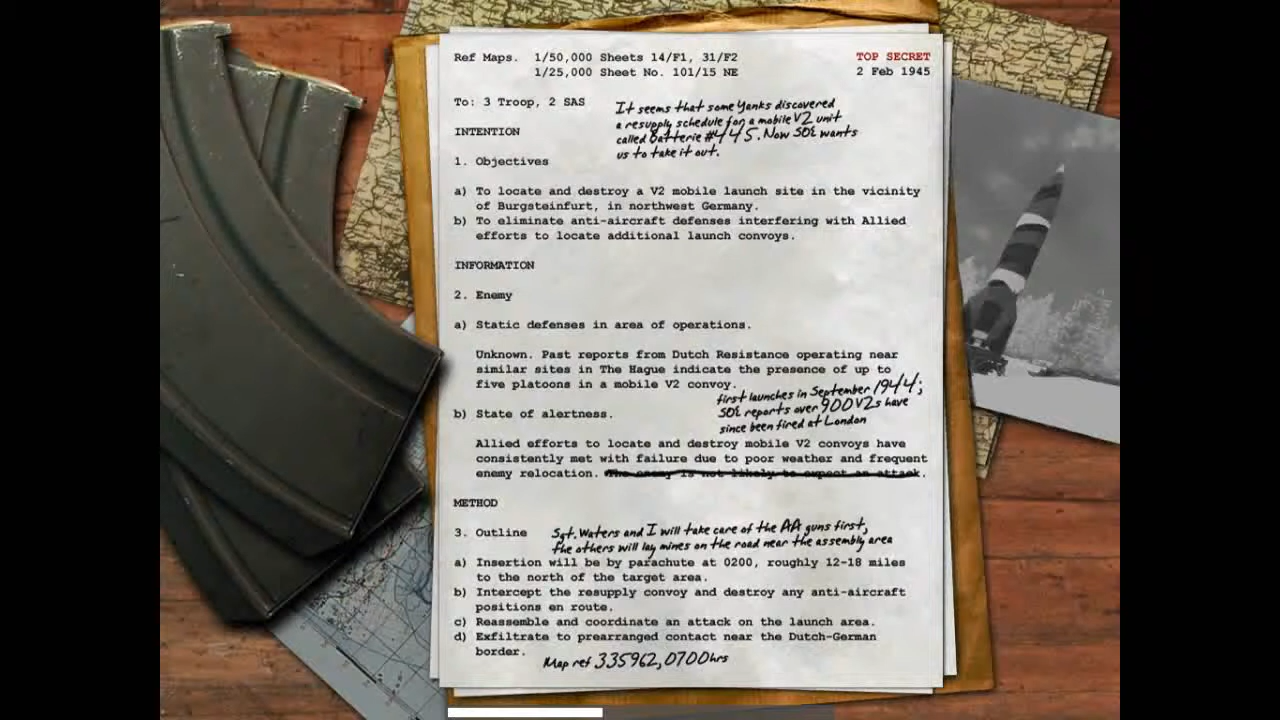 Ref Maps. 1/50,000 Sheets 14/F1, 31/F2
TOP SECRET
1/25,000 Sheet No. 101/15 NE
2 Feb 1945
To: 3 Troop, 2 SAS
It seems that some Yanks discovered
a resupply schedule for a mobile V2 unit
called Batterie #445. Now SOE wants
us to take it out.
INTENTION
1. Objectives
a) To locate and destroy a V2 mobile launch site in the vicinity
of Burgsteinfurt, in northwest Germany.
b) To eliminate anti-aircraft defenses interfering with Allied
efforts to locate additional launch convoys.
INFORMATION
2. Enemy
a) Static defenses in area of operations.
Unknown. Past reports from Dutch Resistance operating near
similar sites in The Hague indicate the presence of up to
five platoons in a mobile V2 convoy.
first launches in September 1944;
SOE reports over 900 V2s have
since been fired at London
b) State of alertness.
Allied efforts to locate and destroy mobile V2 convoys have
consistently met with failure due to poor weather and frequent
enemy relocation. The enemy is not likely to expect an attack.
METHOD
3. Outline
Sgt. Waters and I will take care of the AA guns first,
the others will lay mines on the road near the assembly area
a) Insertion will be by parachute at 0200, roughly 12-18 miles
to the north of the target area.
b) Intercept the resupply convoy and destroy any anti-aircraft
positions en route.
c) Reassemble and coordinate an attack on the launch area.
d) Exfiltrate to prearranged contact near the Dutch-German
border.
Map ref 335962, 0700hrs